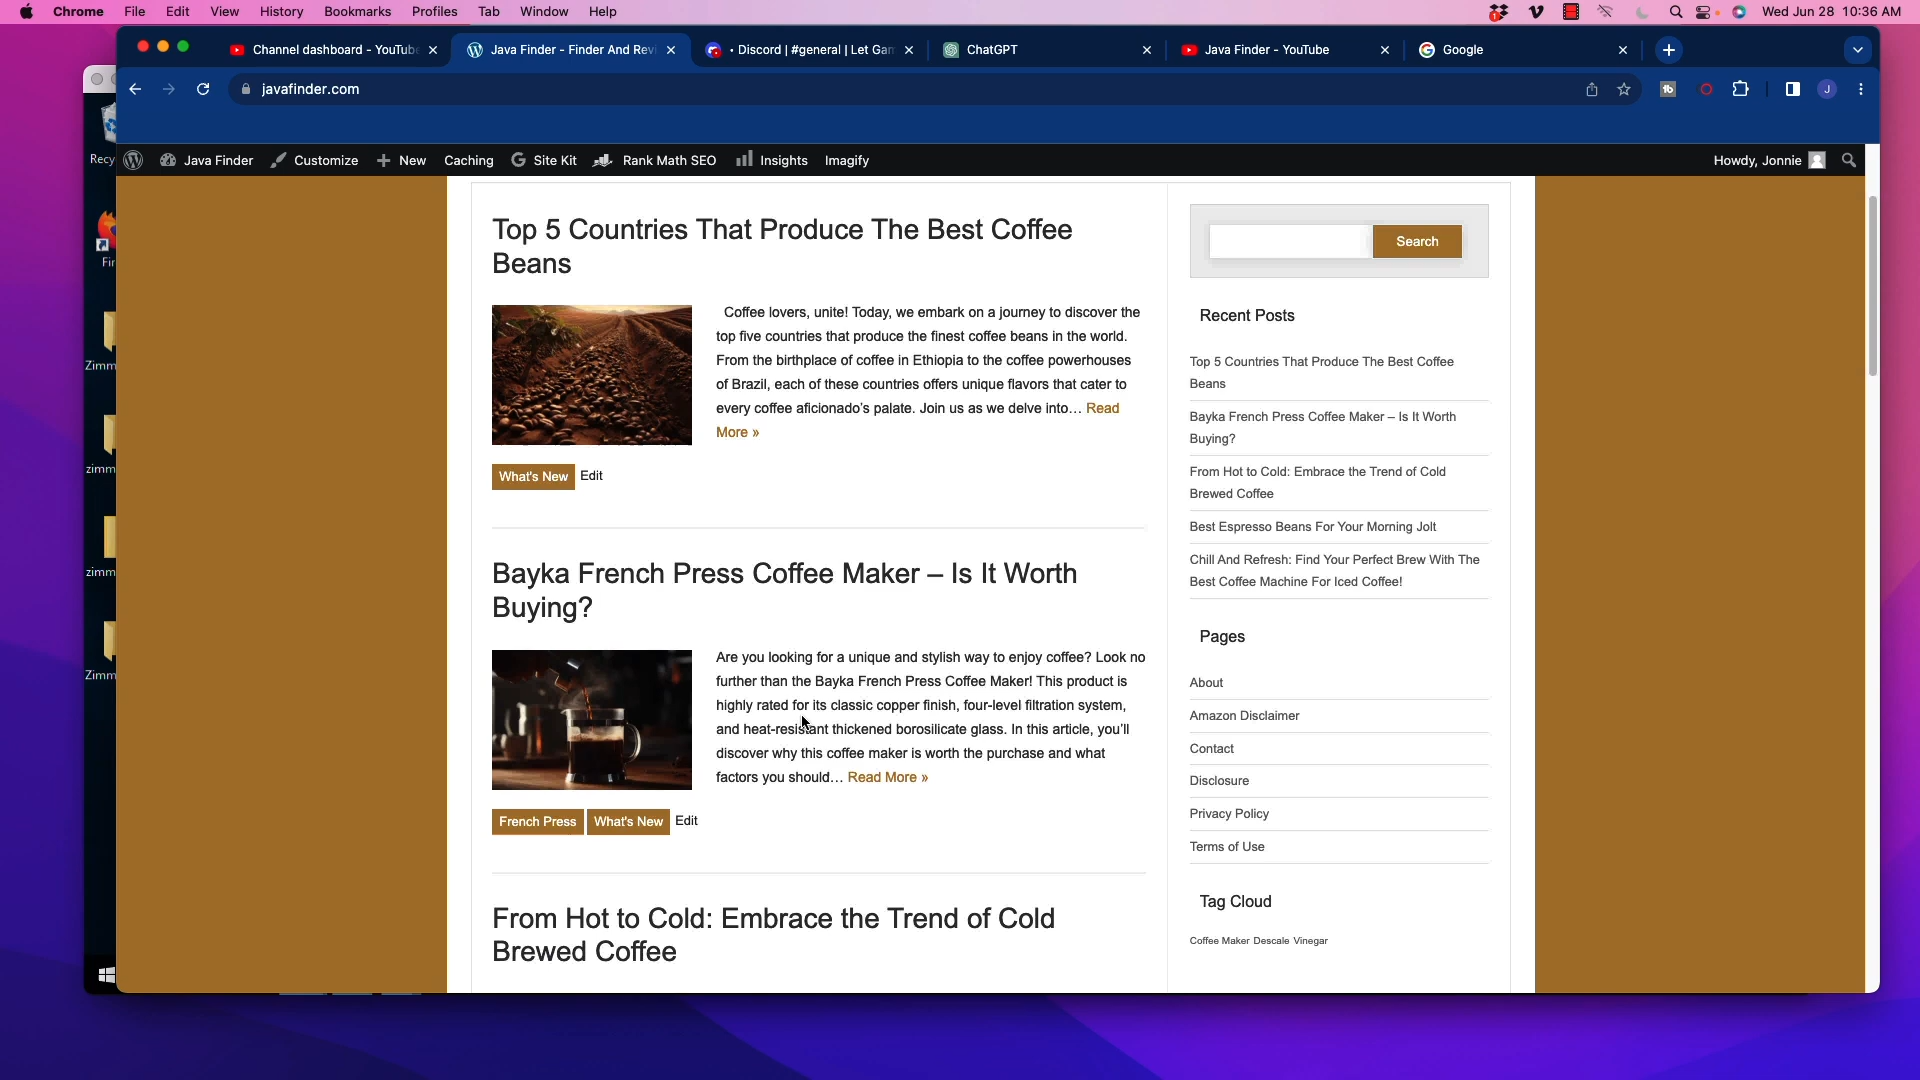 Chrome File Edit View History Bookmarks Profiles Tab Window Help Wed Jun 28 10:36 AM
Channel dashboard - YouTub Java Finder - Finder And Revi • Discord | #general | Let Gam ChatGPT Java Finder - YouTube Google
javafinder.com
Java Finder Customize New Caching Site Kit Rank Math SEO Insights Imagify Howdy, Jonnie
Recy
Fir
Zimm
zimm
zimm
Zimm
Top 5 Countries That Produce The Best Coffee
Beans
Coffee lovers, unite! Today, we embark on a journey to discover the
top five countries that produce the finest coffee beans in the world.
From the birthplace of coffee in Ethiopia to the coffee powerhouses
of Brazil, each of these countries offers unique flavors that cater to
every coffee aficionado's palate. Join us as we delve into… Read
More »
What's New Edit
Bayka French Press Coffee Maker – Is It Worth
Buying?
Are you looking for a unique and stylish way to enjoy coffee? Look no
further than the Bayka French Press Coffee Maker! This product is
highly rated for its classic copper finish, four-level filtration system,
and heat-resistant thickened borosilicate glass. In this article, you'll
discover why this coffee maker is worth the purchase and what
factors you should… Read More »
French Press What's New Edit
From Hot to Cold: Embrace the Trend of Cold
Brewed Coffee
Search
Recent Posts
Top 5 Countries That Produce The Best Coffee
Beans
Bayka French Press Coffee Maker – Is It Worth
Buying?
From Hot to Cold: Embrace the Trend of Cold
Brewed Coffee
Best Espresso Beans For Your Morning Jolt
Chill And Refresh: Find Your Perfect Brew With The
Best Coffee Machine For Iced Coffee!
Pages
About
Amazon Disclaimer
Contact
Disclosure
Privacy Policy
Terms of Use
Tag Cloud
Coffee Maker Descale Vinegar